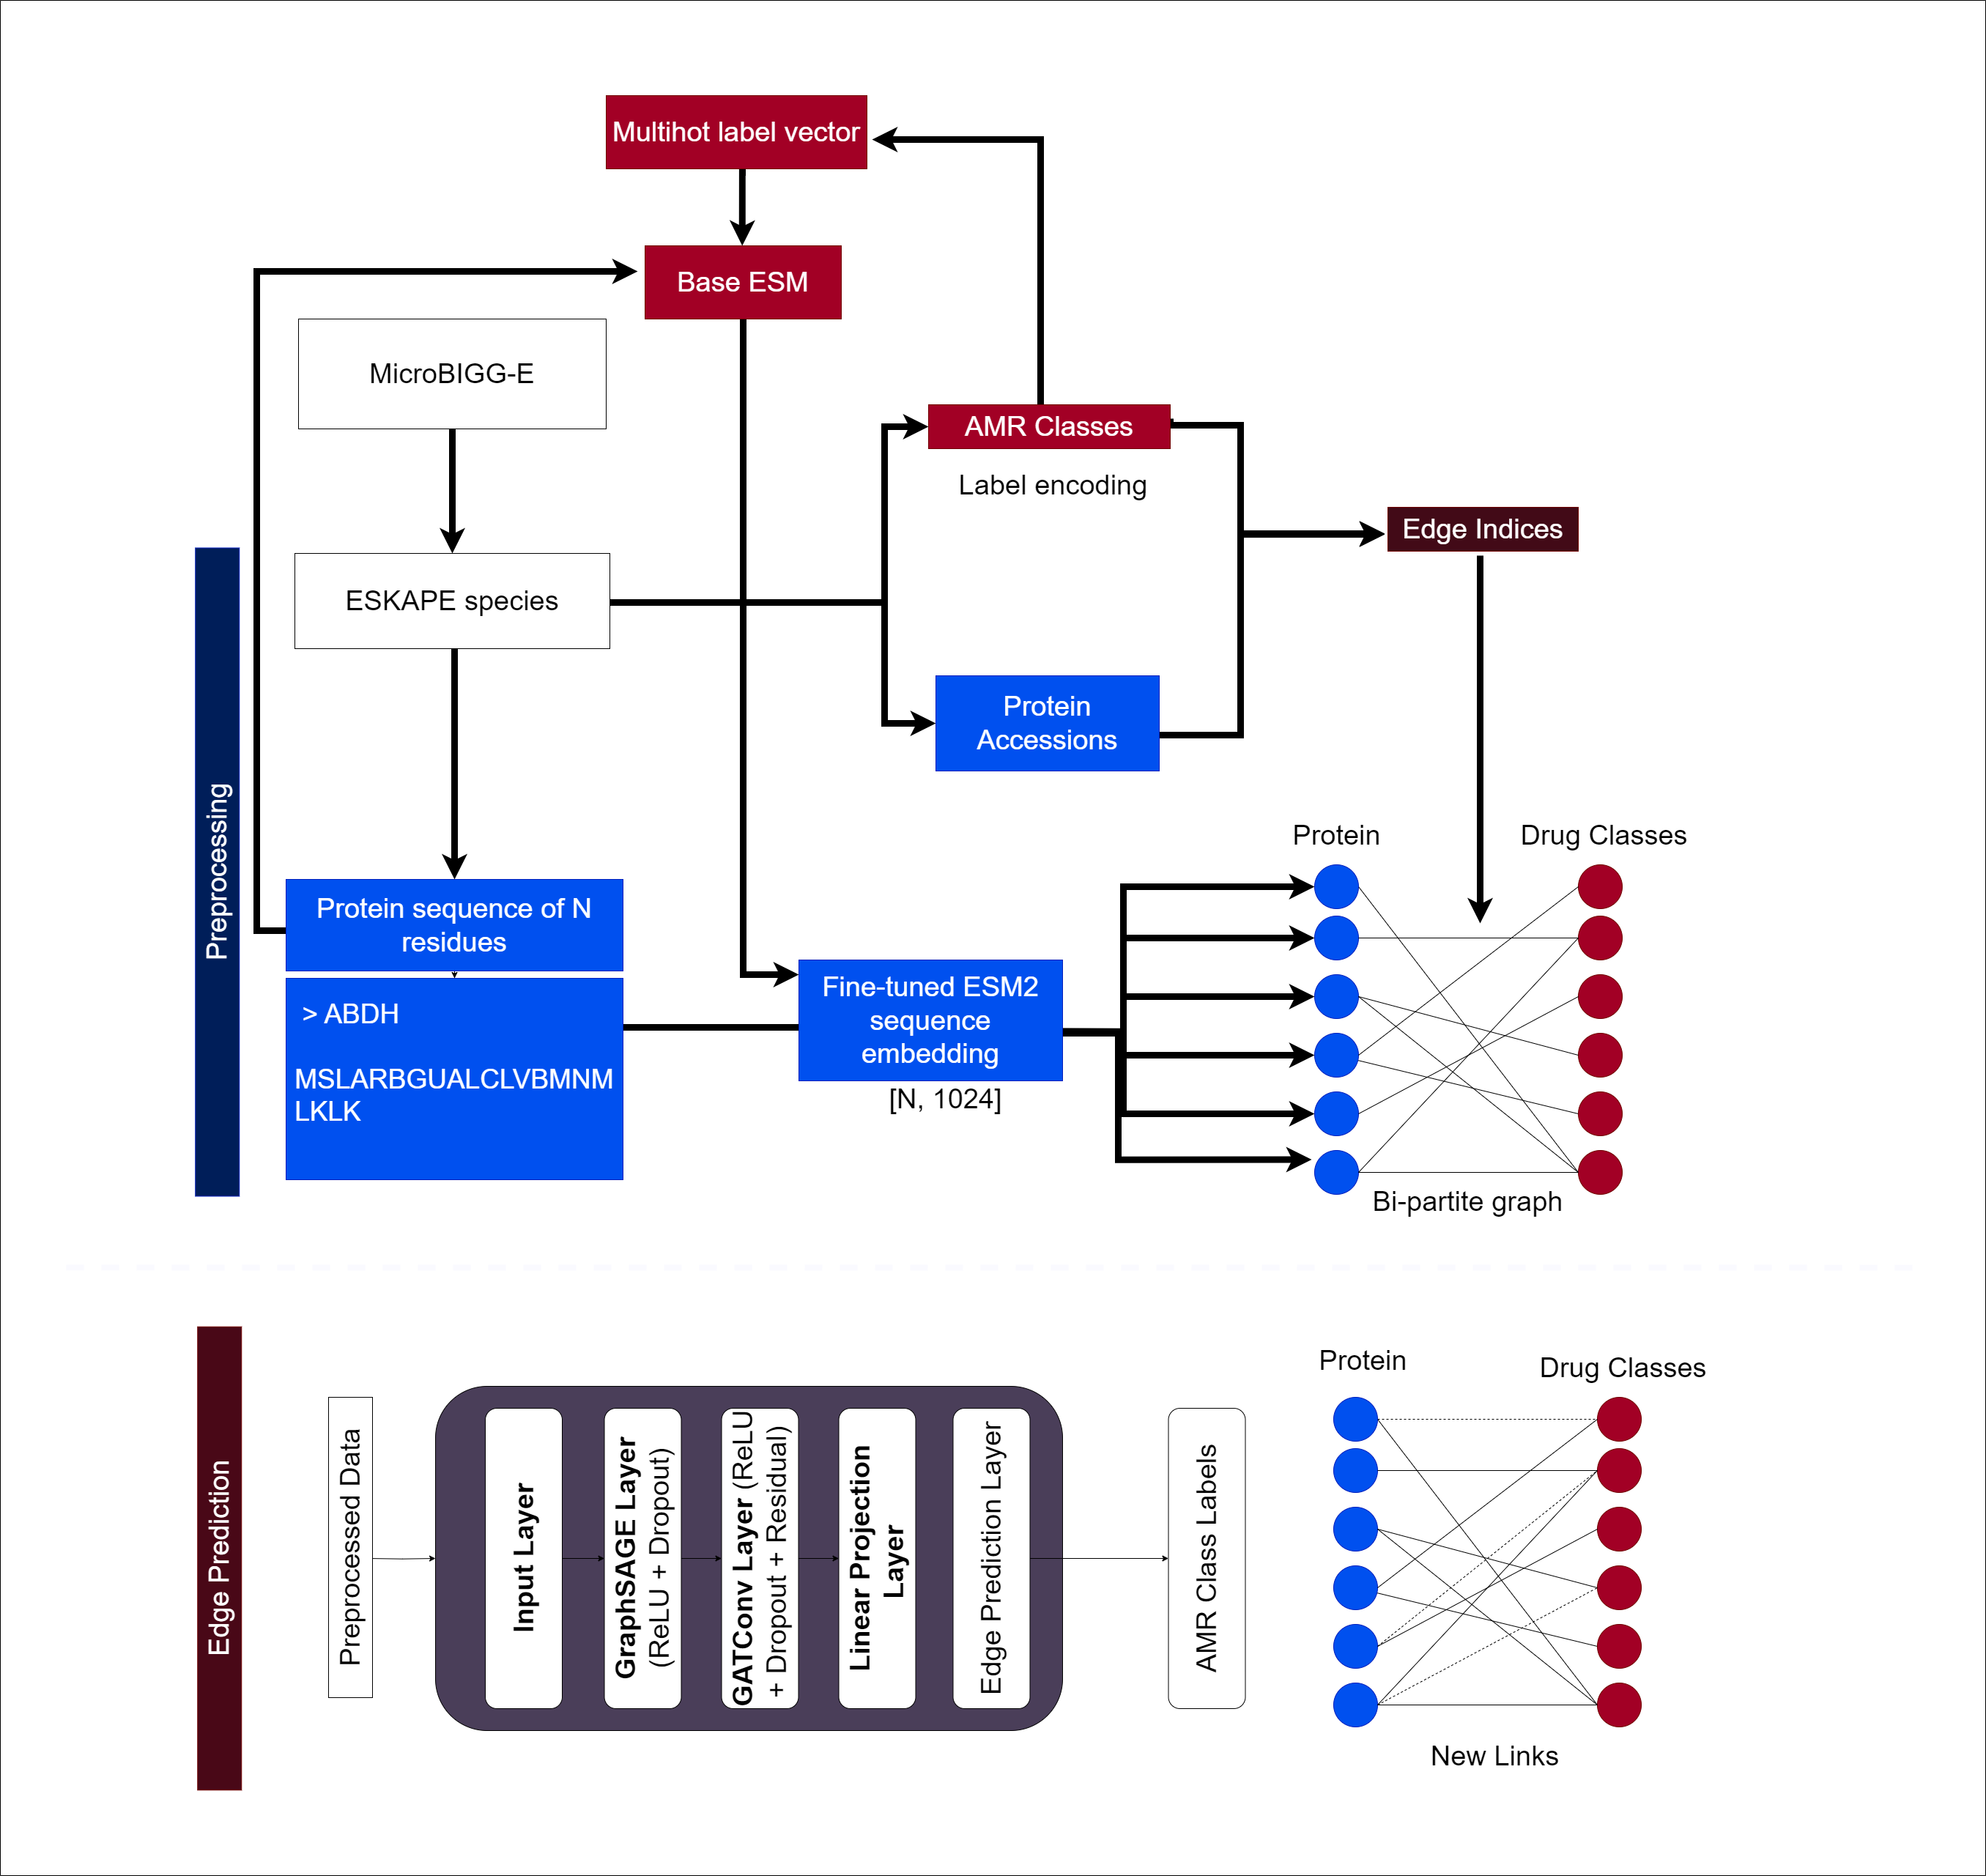 Multihot label vector
Base ESM
MicroBIGG-E
AMR Classes
Label encoding
Edge Indices
ESKAPE species
Protein
Accessions
Preprocessing
Protein sequence of N
residues
> ABDH
MSLARBGUALCLVBMNM
LKLK
Fine-tuned ESM2
sequence
embedding
[N, 1024]
Protein
Drug Classes
Bi-partite graph
Edge Prediction
Preprocessed Data
Input Layer
GraphSAGE Layer
(ReLU + Dropout)
GATConv Layer (ReLU
+ Dropout + Residual)
Linear Projection
Layer
Edge Prediction Layer
AMR Class Labels
Protein
Drug Classes
New Links